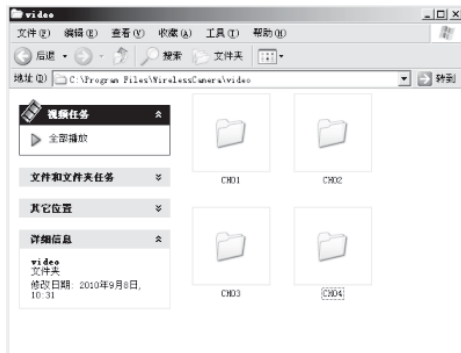 video
文件(F) 编辑(E) 查看(V) 收藏(A) 工具(T) 帮助(H)
后退 搜索 文件夹
地址(D) C:\Program Files\WirelessCamera\video 转到
视频任务
全部播放
文件和文件夹任务
其它位置
详细信息
video
文件夹
修改日期: 2010年9月8日,
10:31
CH01 CH02
CH03 CH04